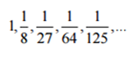 1, 1/8, 1/27, 1/64, 1/125, ...